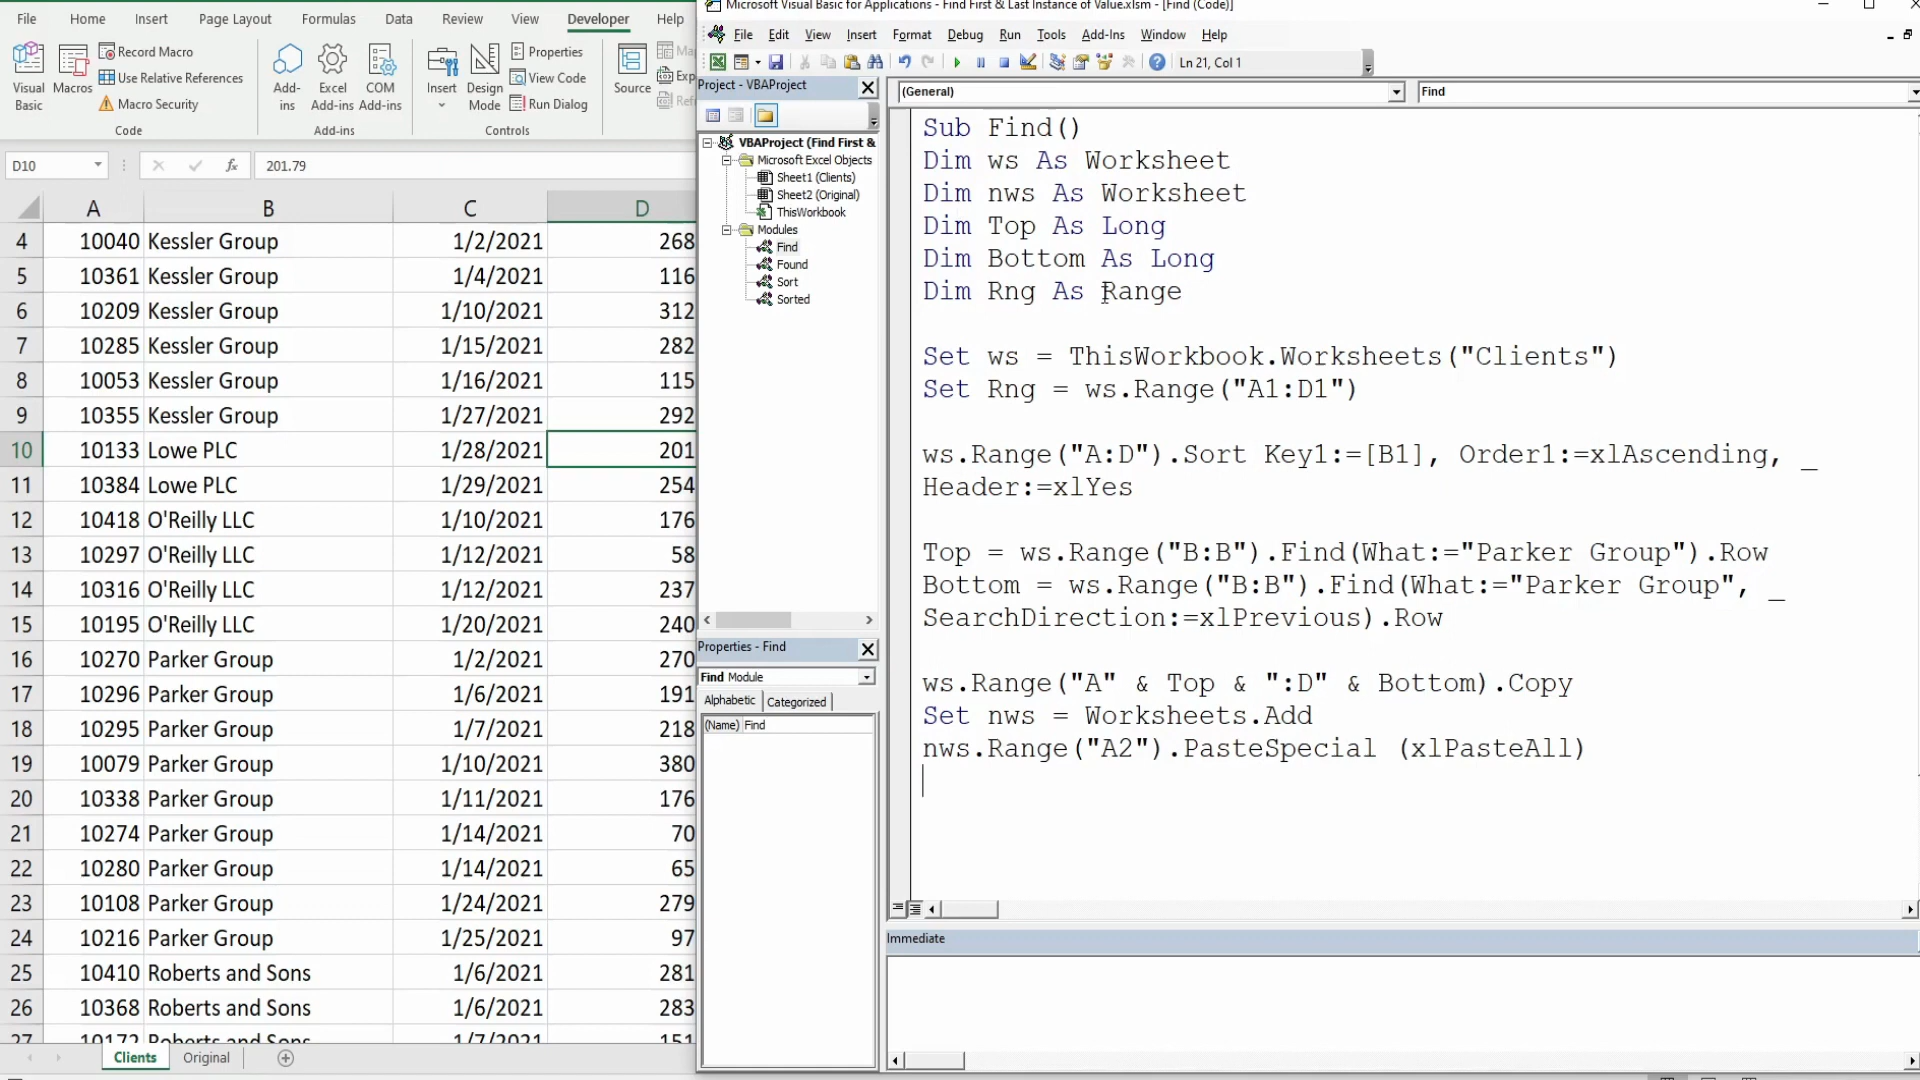 File Home Insert Page Layout Formulas Data Review View Developer Help
Visual Basic
Macros
Record Macro
Use Relative References
Macro Security
Code
Add-ins
Excel Add-ins
COM Add-ins
Add-ins
Insert
Design Mode
Properties
View Code
Run Dialog
Controls
Source
D10 fx 201.79
A B C D
4 10040 Kessler Group 1/2/2021 268
5 10361 Kessler Group 1/4/2021 116
6 10209 Kessler Group 1/10/2021 312
7 10285 Kessler Group 1/15/2021 282
8 10053 Kessler Group 1/16/2021 115
9 10355 Kessler Group 1/27/2021 292
10 10133 Lowe PLC 1/28/2021 201
11 10384 Lowe PLC 1/29/2021 254
12 10418 O'Reilly LLC 1/10/2021 176
13 10297 O'Reilly LLC 1/12/2021 58
14 10316 O'Reilly LLC 1/12/2021 237
15 10195 O'Reilly LLC 1/20/2021 240
16 10270 Parker Group 1/2/2021 270
17 10296 Parker Group 1/6/2021 191
18 10295 Parker Group 1/7/2021 218
19 10079 Parker Group 1/10/2021 380
20 10338 Parker Group 1/11/2021 176
21 10274 Parker Group 1/14/2021 70
22 10280 Parker Group 1/14/2021 65
23 10108 Parker Group 1/24/2021 279
24 10216 Parker Group 1/25/2021 97
25 10410 Roberts and Sons 1/6/2021 281
26 10368 Roberts and Sons 1/6/2021 283
27 10172 Roberts and Sons 1/7/2021 151
Clients Original
Microsoft Visual Basic for Applications - Find First & Last Instance of Value.xlsm - [Find (Code)]
File Edit View Insert Format Debug Run Tools Add-Ins Window Help
Ln 21, Col 1
Project - VBAProject
VBAProject (Find First &
Microsoft Excel Objects
Sheet1 (Clients)
Sheet2 (Original)
ThisWorkbook
Modules
Find
Found
Sort
Sorted
Properties - Find
Find Module
Alphabetic Categorized
(Name) Find
(General) Find
Sub Find()
Dim ws As Worksheet
Dim nws As Worksheet
Dim Top As Long
Dim Bottom As Long
Dim Rng As Range
Set ws = ThisWorkbook.Worksheets("Clients")
Set Rng = ws.Range("A1:D1")
ws.Range("A:D").Sort Key1:=[B1], Order1:=xlAscending, _
Header:=xlYes
Top = ws.Range("B:B").Find(What:="Parker Group").Row
Bottom = ws.Range("B:B").Find(What:="Parker Group", _
SearchDirection:=xlPrevious).Row
ws.Range("A" & Top & ":D" & Bottom).Copy
Set nws = Worksheets.Add
nws.Range("A2").PasteSpecial (xlPasteAll)
Immediate